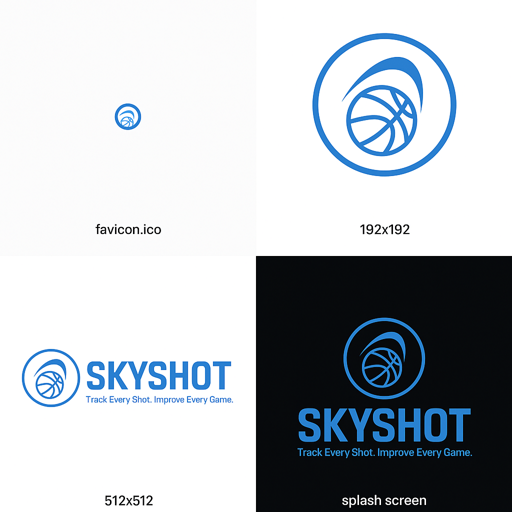 favicon.ico
192x192
SKYSHOT
Track Every Shot. Improve Every Game.
512x512
SKYSHOT
Track Every Shot. Improve Every Game.
splash screen